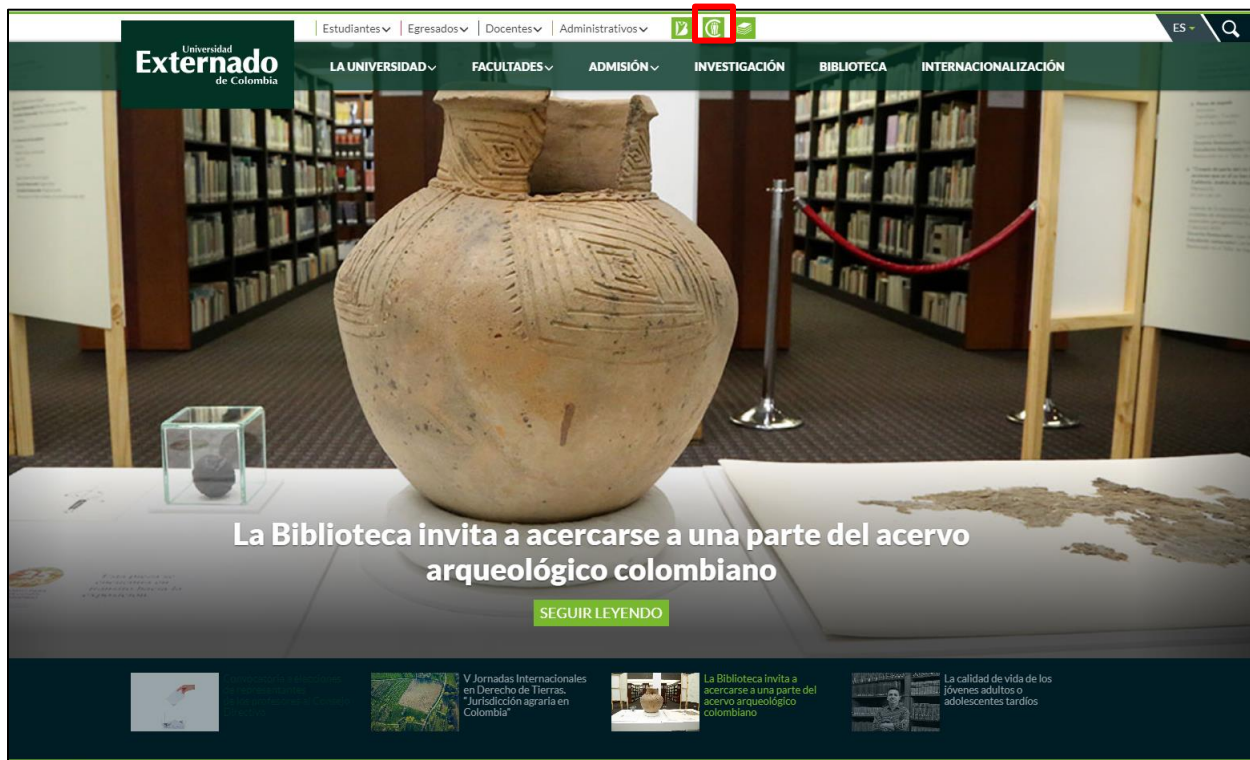 Estudiantes Egresados Docentes Administrativos ES
Universidad
Externado
de Colombia
LA UNIVERSIDAD FACULTADES ADMISIÓN INVESTIGACIÓN BIBLIOTECA INTERNACIONALIZACIÓN
La Biblioteca invita a acercarse a una parte del acervo
arqueológico colombiano
SEGUIR LEYENDO
V Jornadas Internacionales
en Derecho de Tierras.
"Jurisdicción agraria en
Colombia"
La Biblioteca invita a
acercarse a una parte del
acervo arqueológico
colombiano
La calidad de vida de los
jóvenes adultos o
adolescentes tardíos